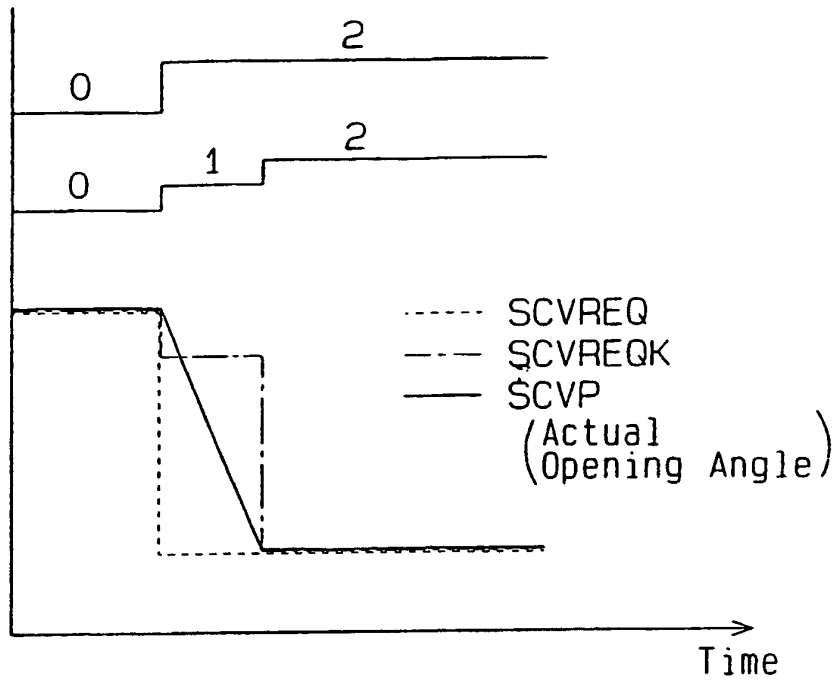 2
0
2
1
0
SCVREQ
SCVREQK
SCVP
(Actual
Opening Angle)
Time